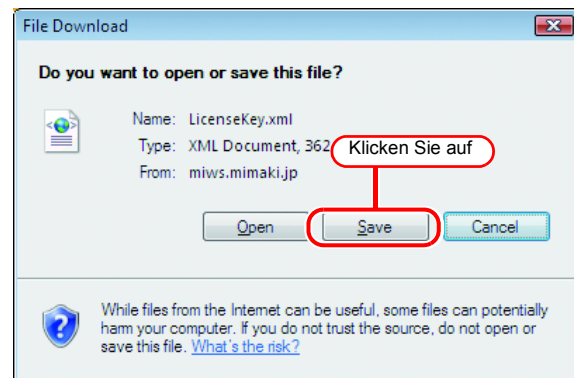 File Download
Do you want to open or save this file?
Name: LicenseKey.xml
Type: XML Document, 362
Klicken Sie auf
From: miws.mimaki.jp
Open Save Cancel
While files from the Internet can be useful, some files can potentially
harm your computer. If you do not trust the source, do not open or
save this file. What's the risk?